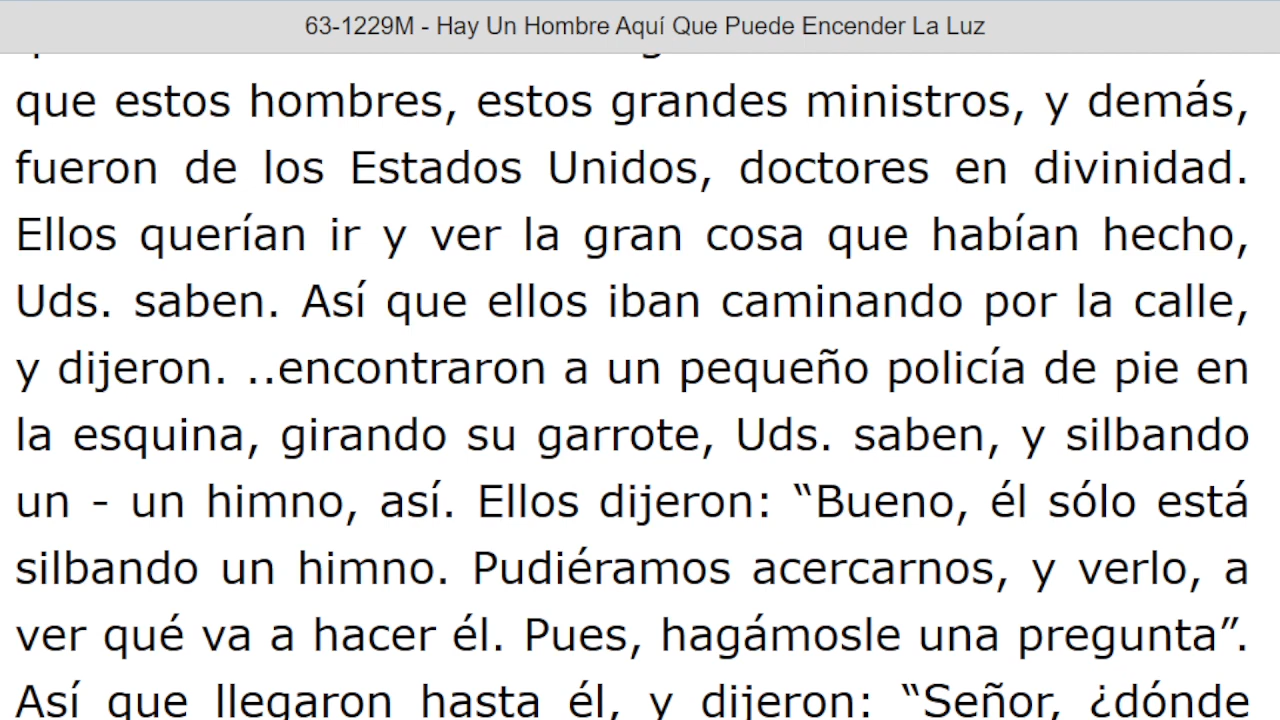 63-1229M - Hay Un Hombre Aquí Que Puede Encender La Luz
que estos hombres, estos grandes ministros, y demás,
fueron de los Estados Unidos, doctores en divinidad.
Ellos querían ir y ver la gran cosa que habían hecho,
Uds. saben. Así que ellos iban caminando por la calle,
y dijeron. ..encontraron a un pequeño policía de pie en
la esquina, girando su garrote, Uds. saben, y silbando
un - un himno, así. Ellos dijeron: “Bueno, él sólo está
silbando un himno. Pudiéramos acercarnos, y verlo, a
ver qué va a hacer él. Pues, hagámosle una pregunta”.
Así que llegaron hasta él, y dijeron: “Señor, ¿dónde